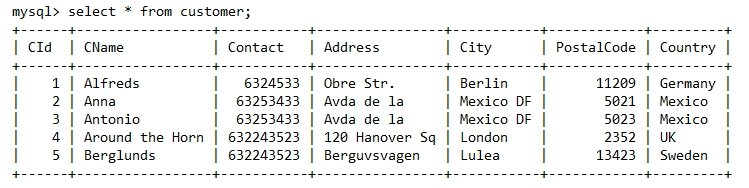 mysql> select * from customer;
+------+-----------------+-----------+----------------+-----------+------------+---------+
| CId | CName | Contact | Address | City | PostalCode | Country |
+------+-----------------+-----------+----------------+-----------+------------+---------+
| 1 | Alfreds | 6324533 | Obre Str. | Berlin | 11209 | Germany |
| 2 | Anna | 63253433 | Avda de la | Mexico DF | 5021 | Mexico |
| 3 | Antonio | 63253433 | Avda de la | Mexico DF | 5023 | Mexico |
| 4 | Around the Horn | 632243523 | 120 Hanover Sq | London | 2352 | UK |
| 5 | Berglunds | 632243523 | Berguvsvagen | Lulea | 13423 | Sweden |
+------+-----------------+-----------+----------------+-----------+------------+---------+